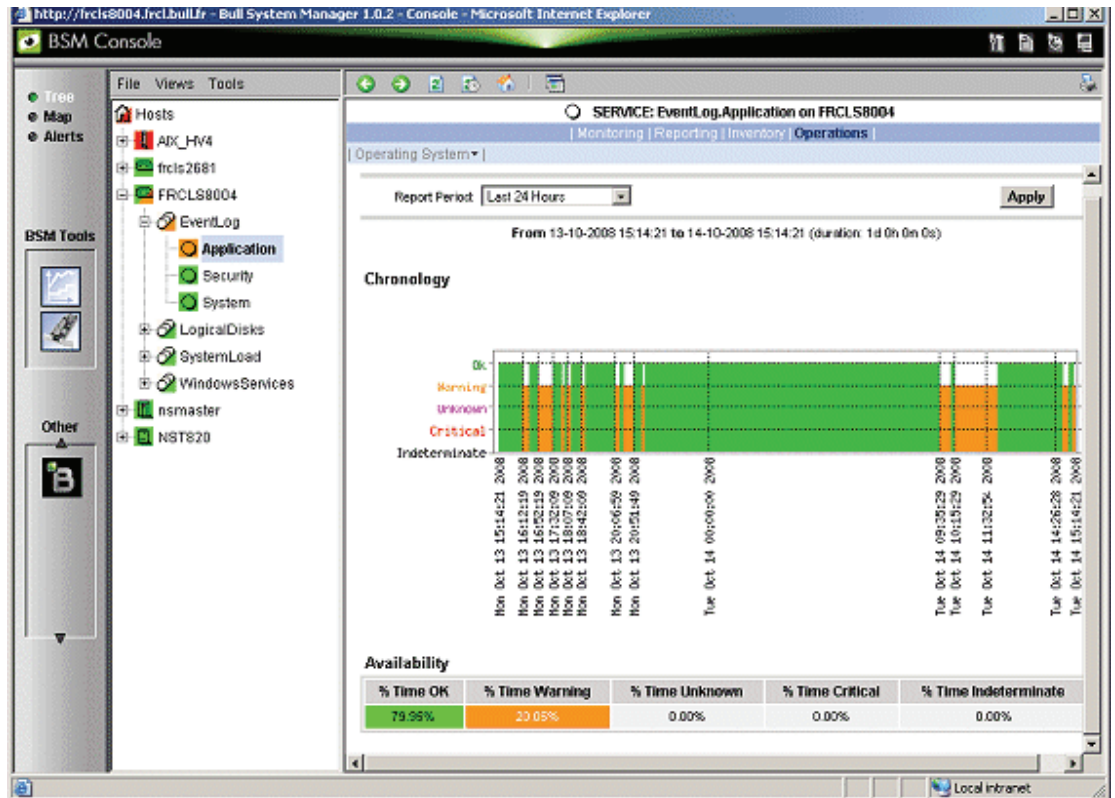 http://frcls8004.frcl.bull.fr - Bull System Manager 1.0.2 - Console - Microsoft Internet Explorer
BSM Console
Tree
Map
Alerts
BSM Tools
Other
B
File Views Tools
Hosts
AIX_HV4
frcls2681
FRCLS8004
EventLog
Application
Security
System
LogicalDisks
SystemLoad
WindowsServices
nsmaster
NST820
SERVICE: EventLog.Application on FRCLS8004
| Monitoring | Reporting | Inventory | Operations |
| Operating System |
Report Period: Last 24 Hours Apply
From 13-10-2008 15:14:21 to 14-10-2008 15:14:21 (duration: 1d 0h 0m 0s)
Chronology
Ok
Warning
Unknown
Critical
Indeterminate
Mon Oct 13 15:14:21 2008
Mon Oct 13 16:12:19 2008
Mon Oct 13 16:52:19 2008
Mon Oct 13 17:32:09 2008
Mon Oct 13 18:07:09 2008
Mon Oct 13 18:42:09 2008
Mon Oct 13 20:06:59 2008
Mon Oct 13 20:51:49 2008
Tue Oct 14 00:00:00 2008
Tue Oct 14 09:35:29 2008
Tue Oct 14 10:15:29 2008
Tue Oct 14 11:32:54 2008
Tue Oct 14 14:26:28 2008
Tue Oct 14 15:14:21 2008
Availability
% Time OK % Time Warning % Time Unknown % Time Critical % Time Indeterminate
79.95% 20.05% 0.00% 0.00% 0.00%
Local intranet